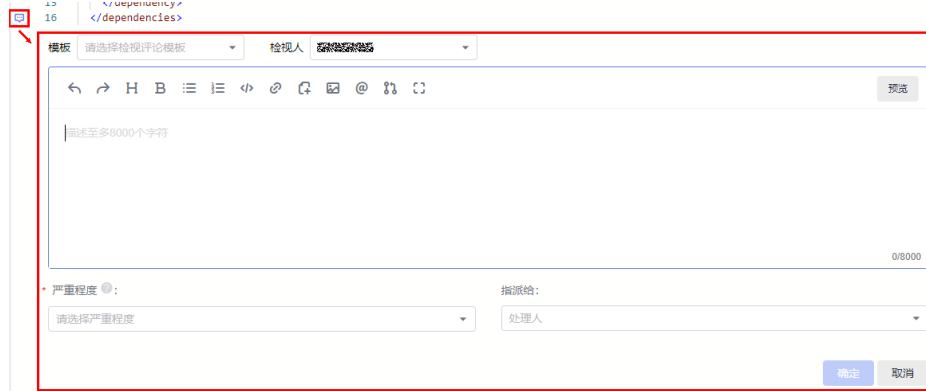 15 </dependency>
16 </dependencies>
模板 请选择检视评论模板 检视人
H B </> @ 预览
描述至多8000个字符
0/8000
* 严重程度 ? : 指派给：
请选择严重程度 处理人
确定 取消